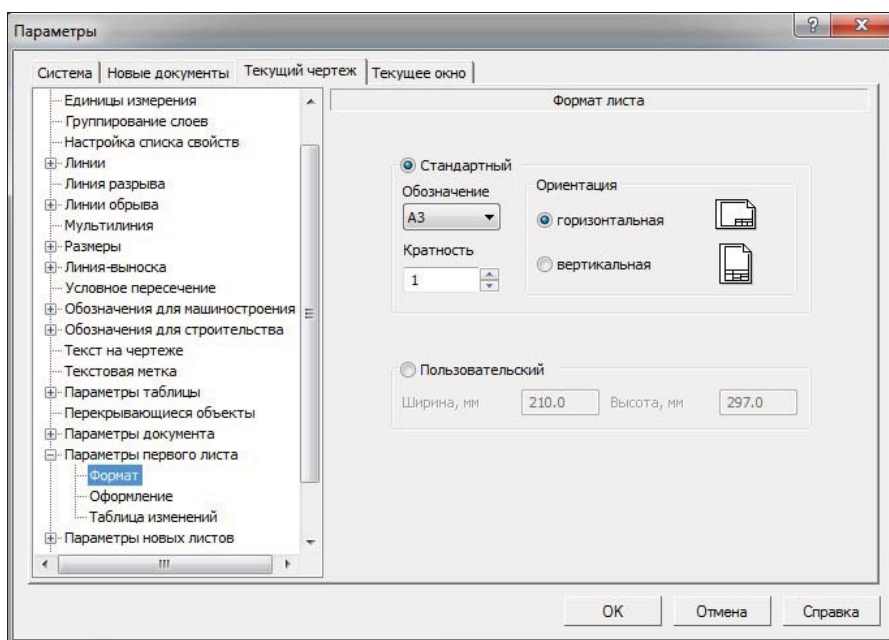 Параметры
Система Новые документы Текущий чертеж Текущее окно
Единицы измерения
Группирование слоев
Настройка списка свойств
Линии
Линия разрыва
Линии обрыва
Мультилиния
Размеры
Линия-выноска
Условное пересечение
Обозначения для машиностроения
Обозначения для строительства
Текст на чертеже
Текстовая метка
Параметры таблицы
Перекрывающиеся объекты
Параметры документа
Параметры первого листа
Формат
Оформление
Таблица изменений
Параметры новых листов
Формат листа
Стандартный
Обозначение
A3
Кратность
1
Ориентация
горизонтальная
вертикальная
Пользовательский
Ширина, мм 210.0 Высота, мм 297.0
OK Отмена Справка